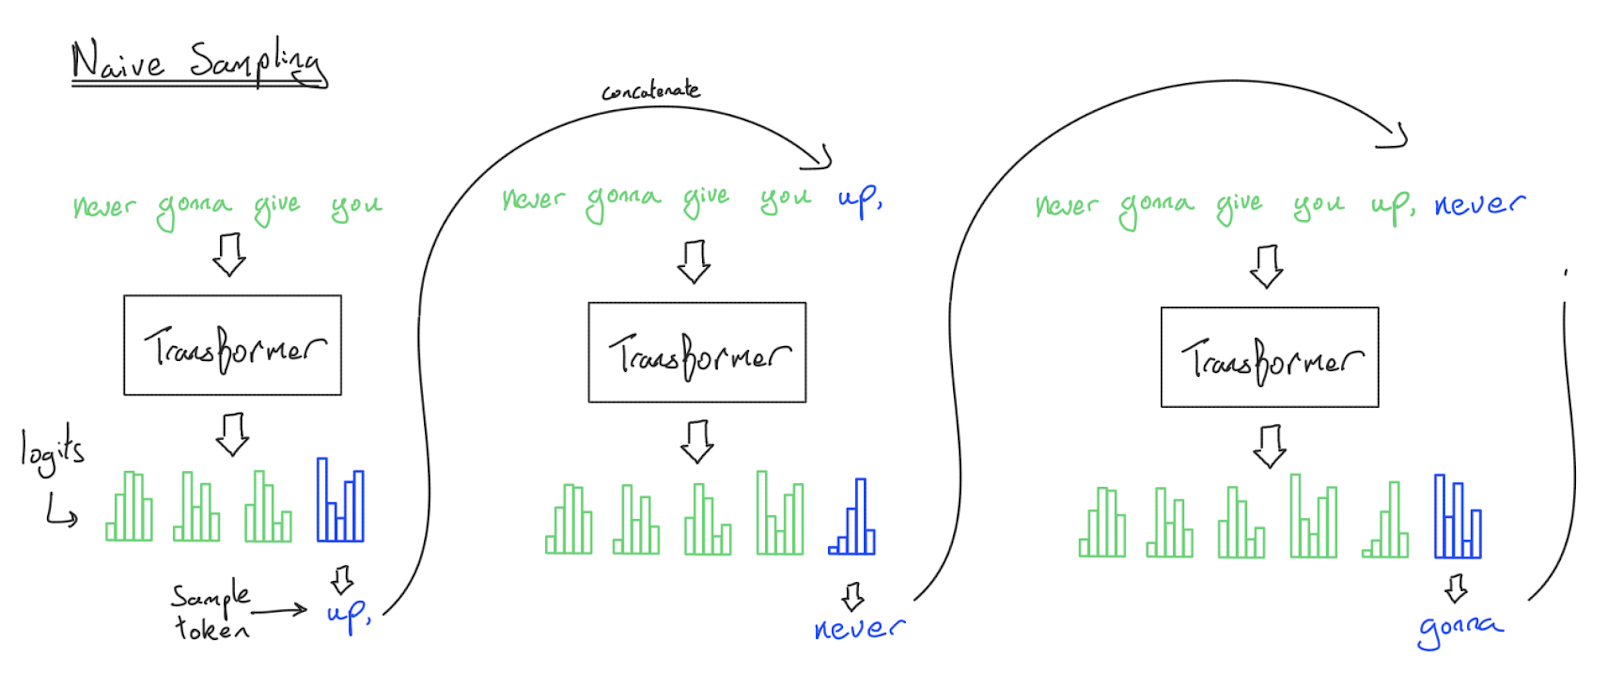 Naive Sampling
concatenate
never gonna give you
never gonna give you up,
never gonna give you up, never
Transformer
Transformer
Transformer
logits
Sample
token
up,
never
gonna